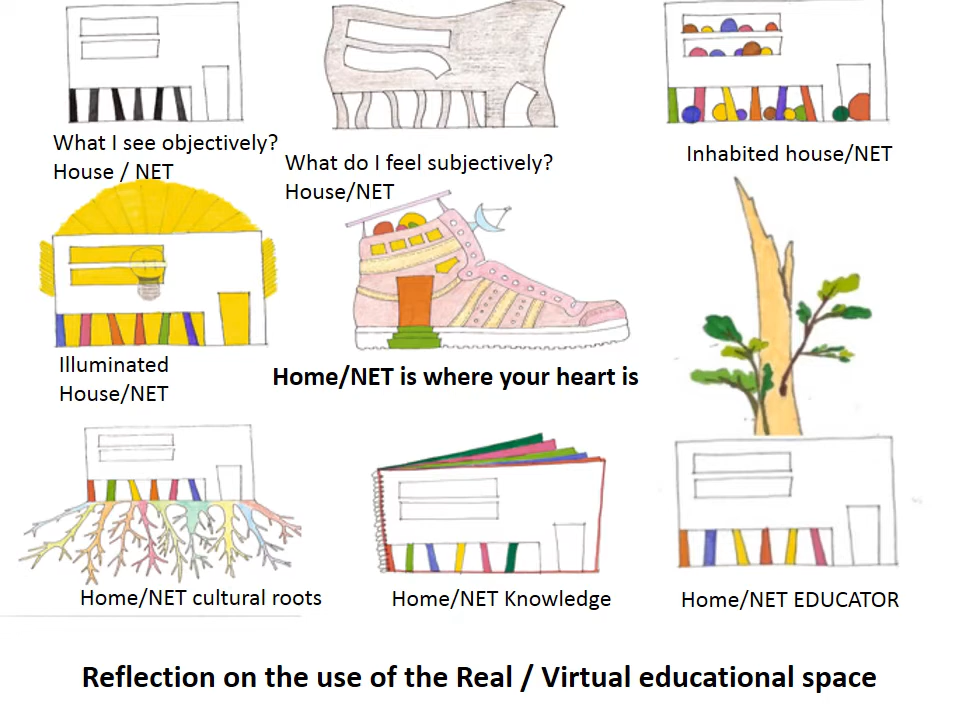 What I see objectively?
House / NET
What do I feel subjectively?
House/NET
Inhabited house/NET
Illuminated
House/NET
Home/NET is where your heart is
Home/NET cultural roots
Home/NET Knowledge
Home/NET EDUCATOR
Reflection on the use of the Real / Virtual educational space